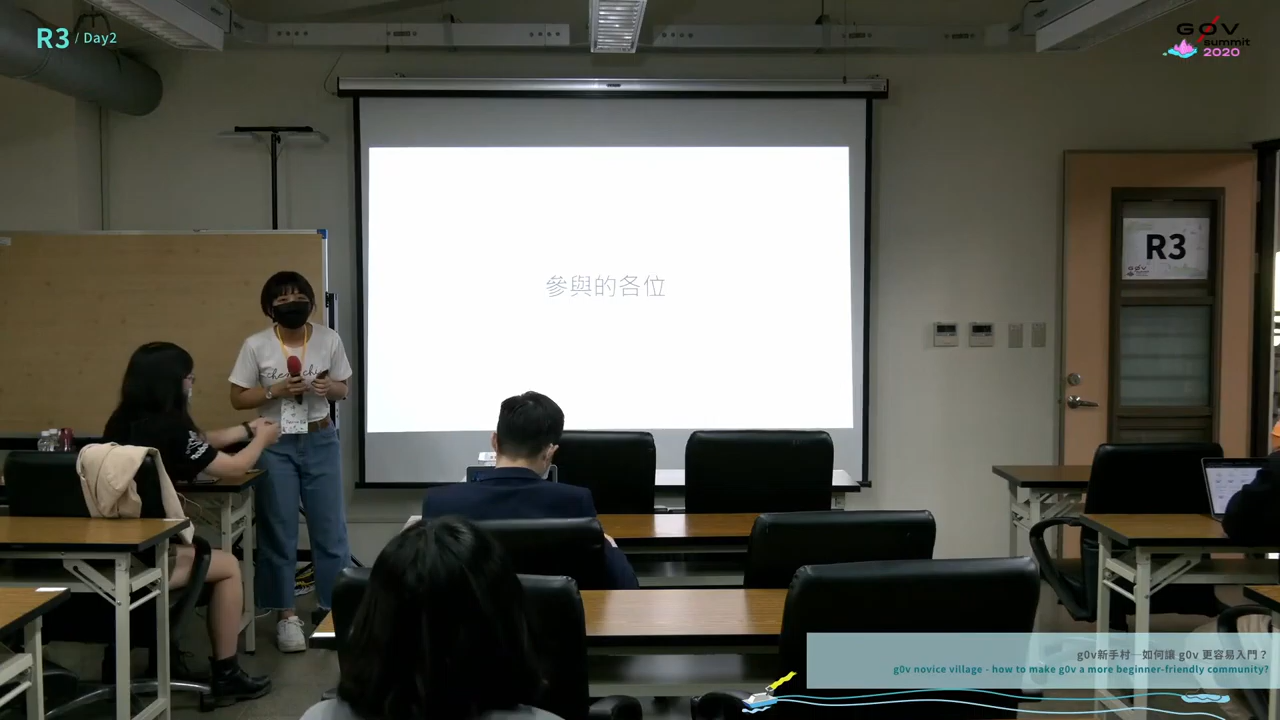 R3 / Day2
g0v
summit
2020
參與的各位
R3
g0v新手村—如何讓 g0v 更容易入門？
g0v novice village - how to make g0v a more beginner-friendly community?